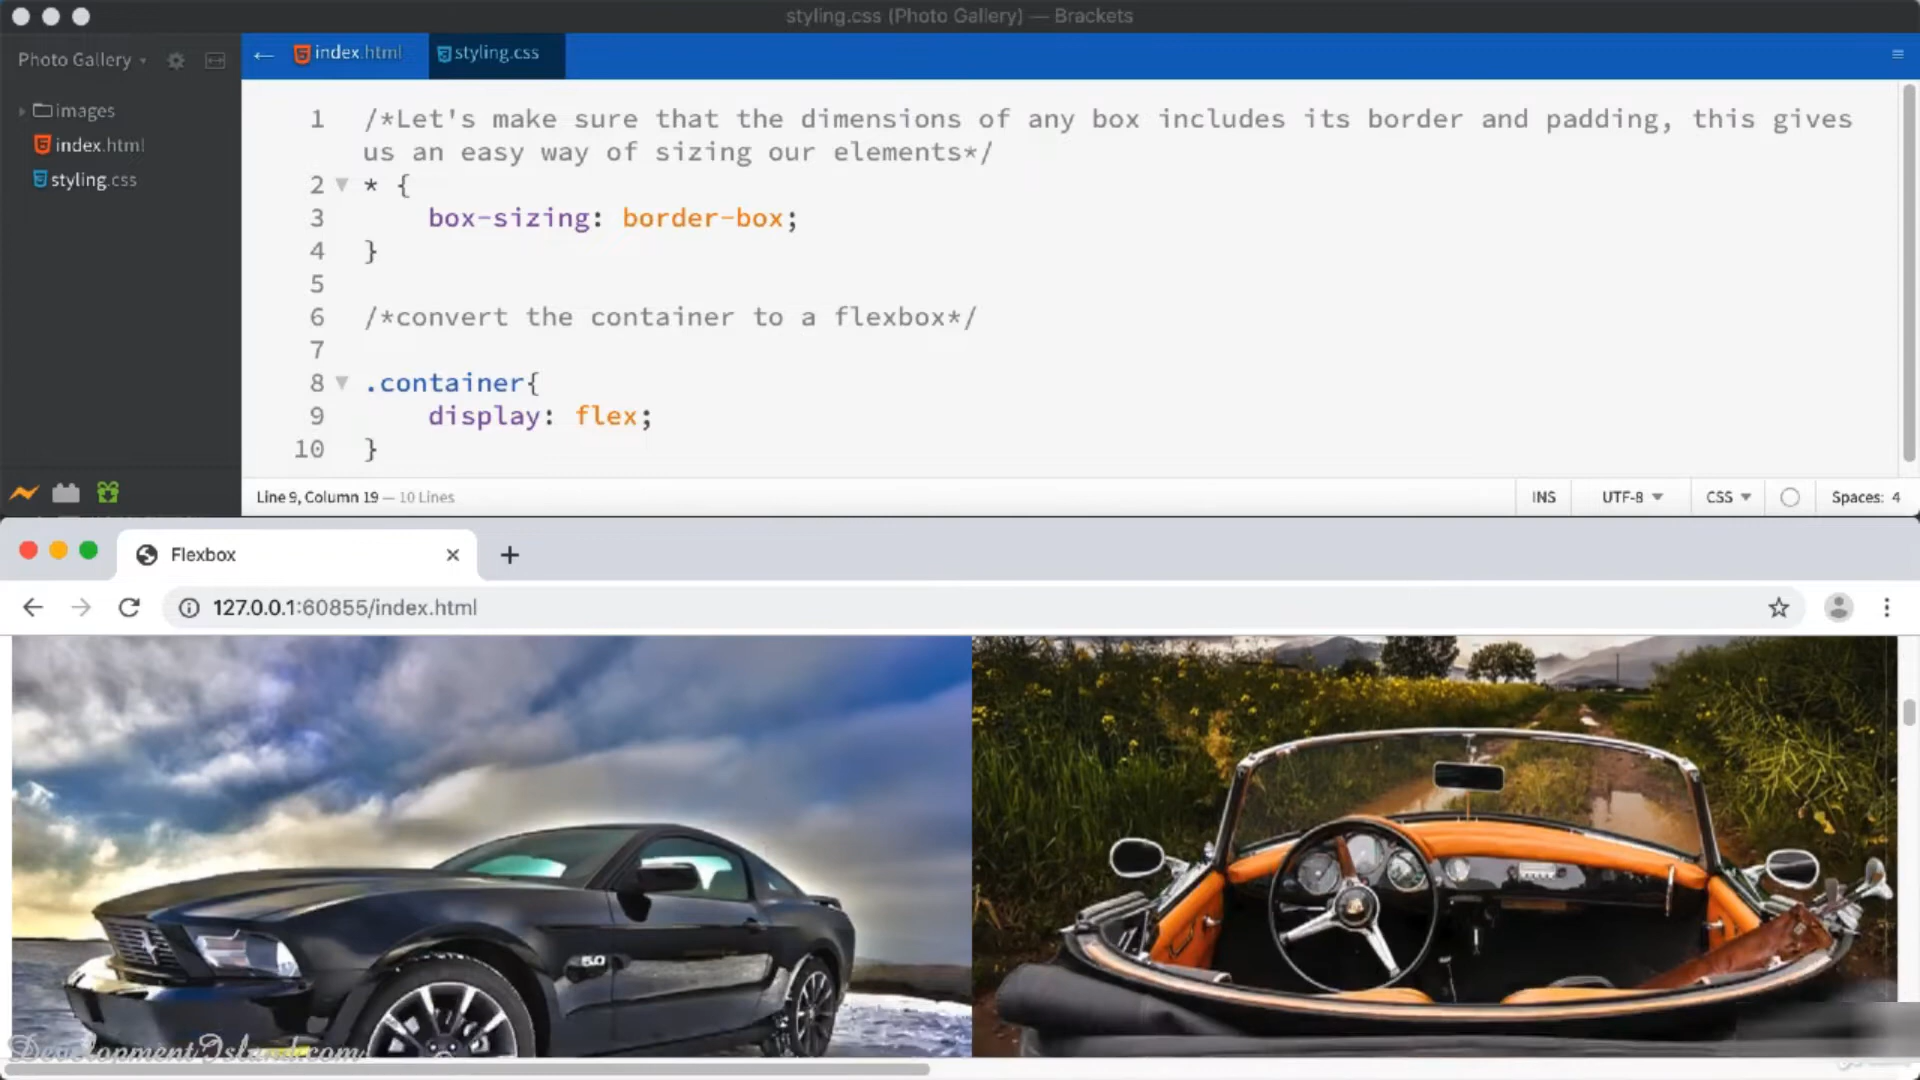 styling.css (Photo Gallery) — Brackets
Photo Gallery
index.html
styling.css
images
index.html
styling.css
1 /*Let's make sure that the dimensions of any box includes its border and padding, this gives
us an easy way of sizing our elements*/
2 * {
3 box-sizing: border-box;
4 }
5
6 /*convert the container to a flexbox*/
7
8 .container{
9 display: flex;
10 }
Line 9, Column 19 — 10 Lines
INS
UTF-8
CSS
Spaces: 4
Flexbox
127.0.0.1:60855/index.html
5.0
DevelopmentIsland.com